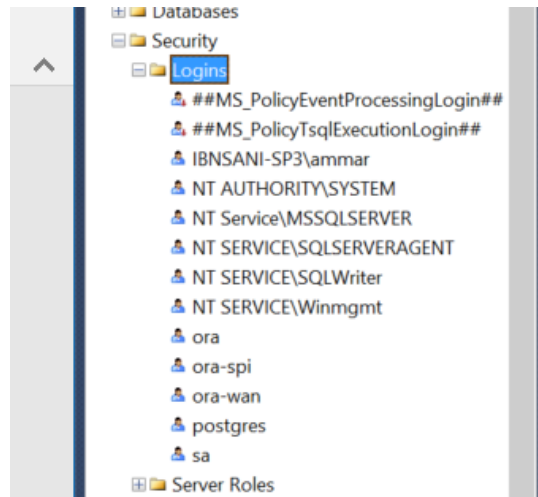 Databases
Security
Logins
##MS_PolicyEventProcessingLogin##
##MS_PolicyTsqlExecutionLogin##
IBNSANI-SP3\ammar
NT AUTHORITY\SYSTEM
NT Service\MSSQLSERVER
NT SERVICE\SQLSERVERAGENT
NT SERVICE\SQLWriter
NT SERVICE\Winmgmt
ora
ora-spi
ora-wan
postgres
sa
Server Roles